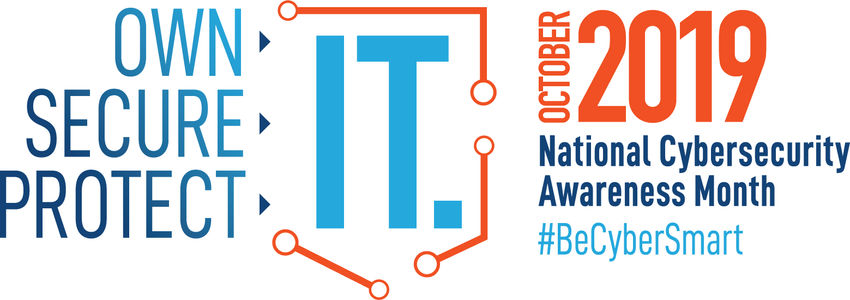 OWN
SECURE
PROTECT
IT.
OCTOBER
2019
National Cybersecurity
Awareness Month
#BeCyberSmart